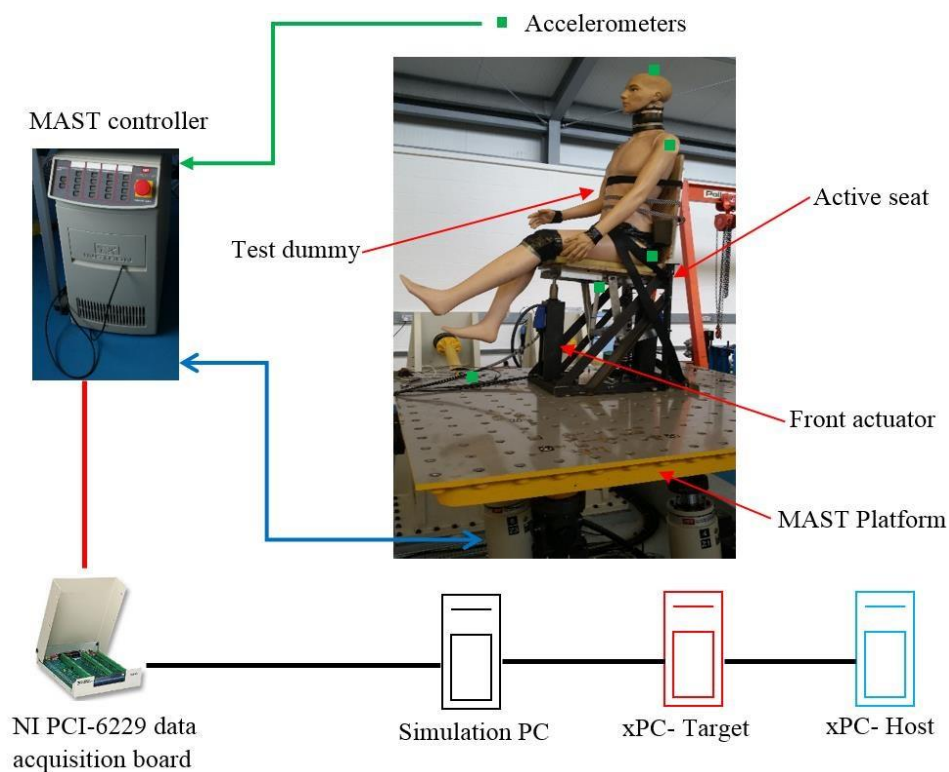 Accelerometers
MAST controller
Active seat
Test dummy
Front actuator
MAST Platform
NI PCI-6229 data
acquisition board
Simulation PC
xPC- Target
xPC- Host